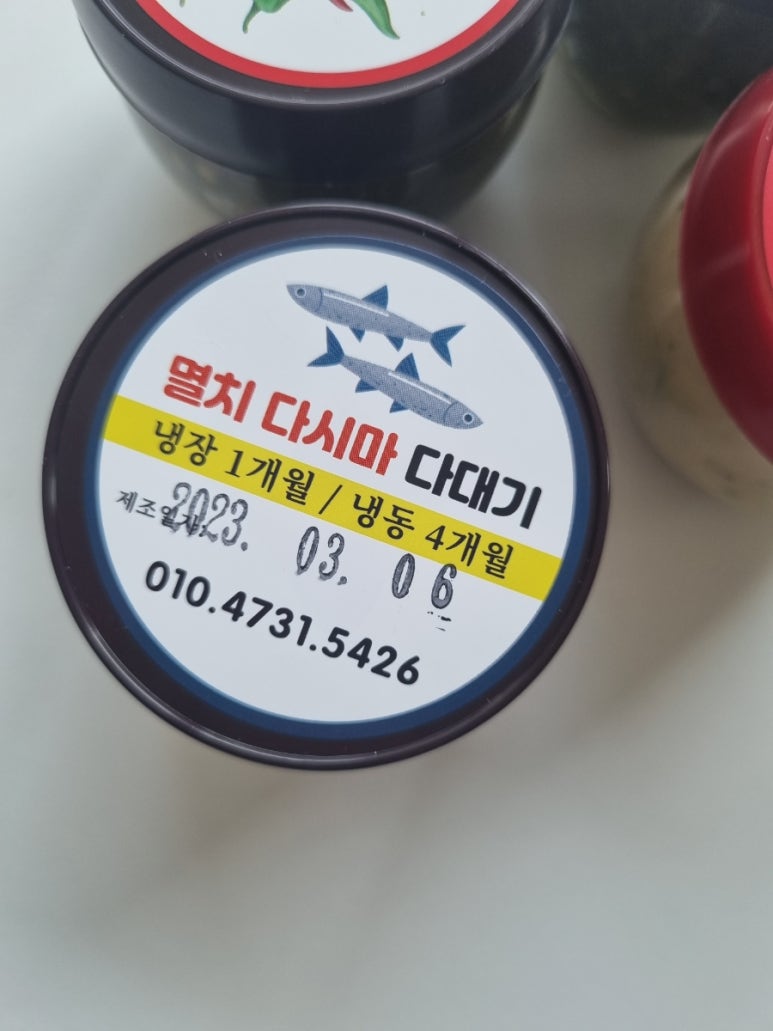 멸치 다시마 다대기
냉장 1개월 / 냉동 4개월
제조일자: 2023. 03. 06
010.4731.5426